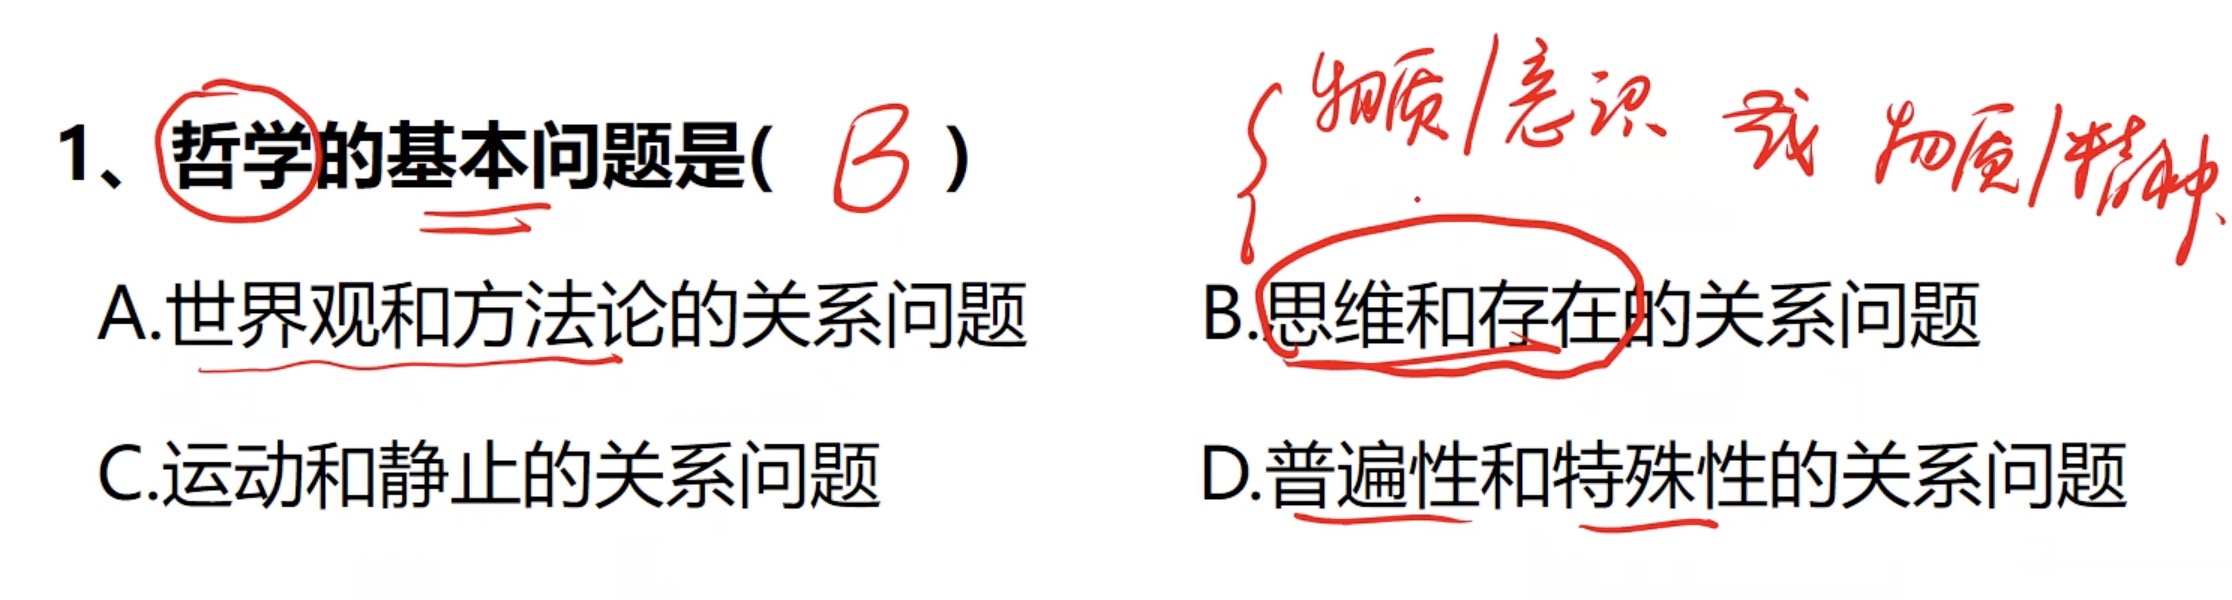 物质/意识 或 物质/精神
1、哲学的基本问题是( B )
A.世界观和方法论的关系问题 B.思维和存在的关系问题
C.运动和静止的关系问题 D.普遍性和特殊性的关系问题